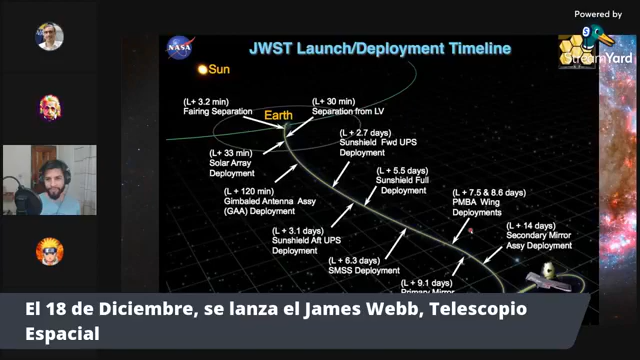 Powered by
StreamYard
NASA
JWST Launch/Deployment Timeline
Sun
(L+ 3.2 min)
Fairing Separation
Earth
(L+ 30 min)
Separation from LV
(L + 33 min)
Solar Array
Deployment
(L + 2.7 days)
Sunshield Fwd UPS
Deployment
(L + 120 min)
Gimbaled Antenna Assy
(GAA) Deployment
(L + 5.5 days)
Sunshield Full
Deployment
(L + 3.1 days)
Sunshield Aft UPS
Deployment
(L + 7.5 & 8.6 days)
PMBA Wing
Deployments
(L + 6.3 days)
SMSS Deployment
(L + 14 days)
Secondary Mirror
Assy Deployment
(L + 9.1 days)
Primary Mirror
El 18 de Diciembre, se lanza el James Webb, Telescopio
Espacial